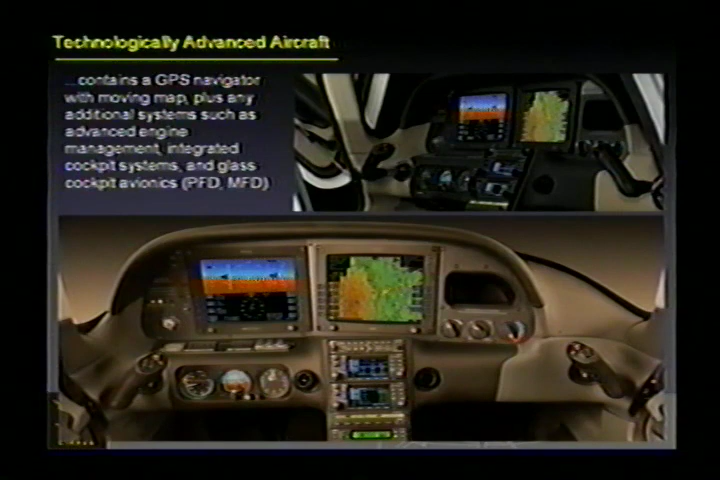 Technologically Advanced Aircraft
...contains a GPS navigator
with moving map, plus any
additional systems such as
advanced engine
management, integrated
cockpit systems, and glass
cockpit avionics (PFD, MFD)